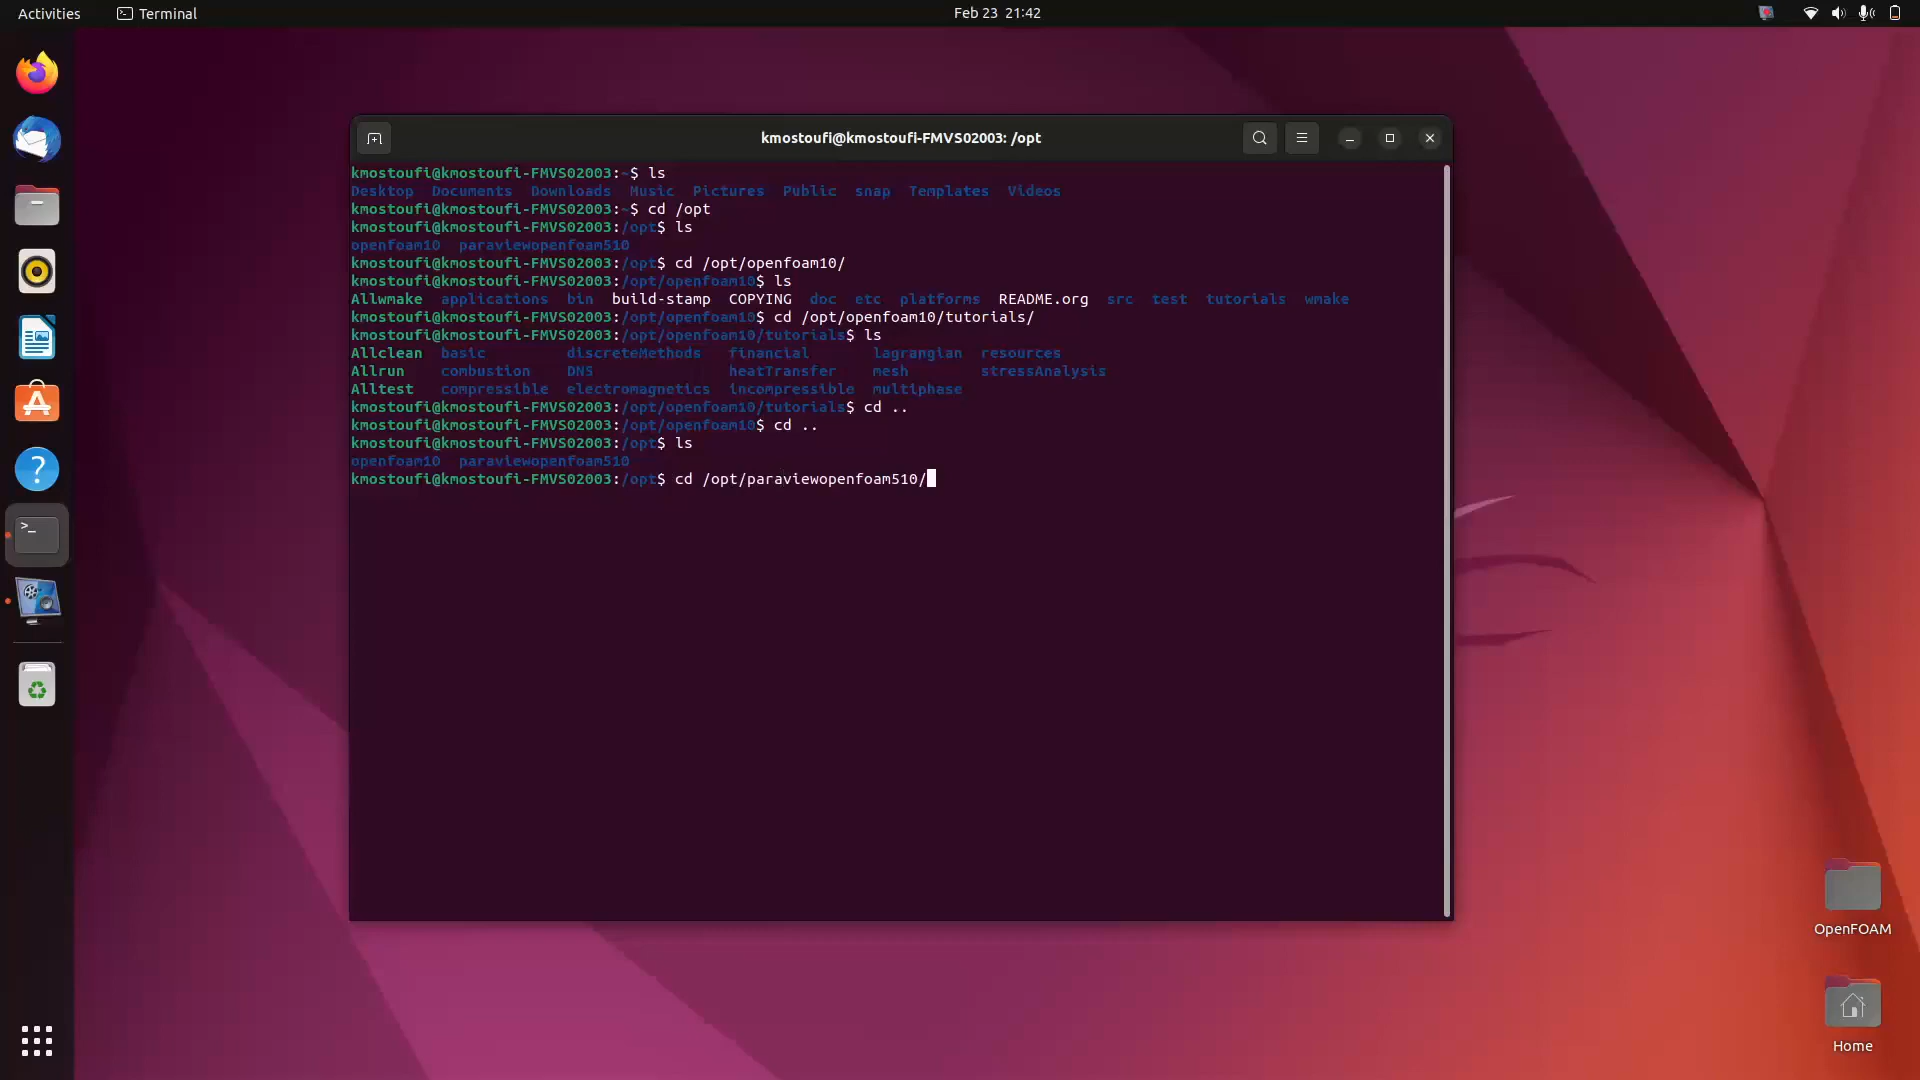 Activities Terminal Feb 23 21:42
kmostoufi@kmostoufi-FMVS02003: /opt
kmostoufi@kmostoufi-FMVS02003:~$ ls
Desktop Documents Downloads Music Pictures Public snap Templates Videos
kmostoufi@kmostoufi-FMVS02003:~$ cd /opt
kmostoufi@kmostoufi-FMVS02003:/opt$ ls
openfoam10 paraviewopenfoam510
kmostoufi@kmostoufi-FMVS02003:/opt$ cd /opt/openfoam10/
kmostoufi@kmostoufi-FMVS02003:/opt/openfoam10$ ls
Allwmake applications bin build-stamp COPYING doc etc platforms README.org src test tutorials wmake
kmostoufi@kmostoufi-FMVS02003:/opt/openfoam10$ cd /opt/openfoam10/tutorials/
kmostoufi@kmostoufi-FMVS02003:/opt/openfoam10/tutorials$ ls
Allclean basic discreteMethods financial lagrangian resources
Allrun combustion DNS heatTransfer mesh stressAnalysis
Alltest compressible electromagnetics incompressible multiphase
kmostoufi@kmostoufi-FMVS02003:/opt/openfoam10/tutorials$ cd ..
kmostoufi@kmostoufi-FMVS02003:/opt/openfoam10$ cd ..
kmostoufi@kmostoufi-FMVS02003:/opt$ ls
openfoam10 paraviewopenfoam510
kmostoufi@kmostoufi-FMVS02003:/opt$ cd /opt/paraviewopenfoam510/
OpenFOAM
Home